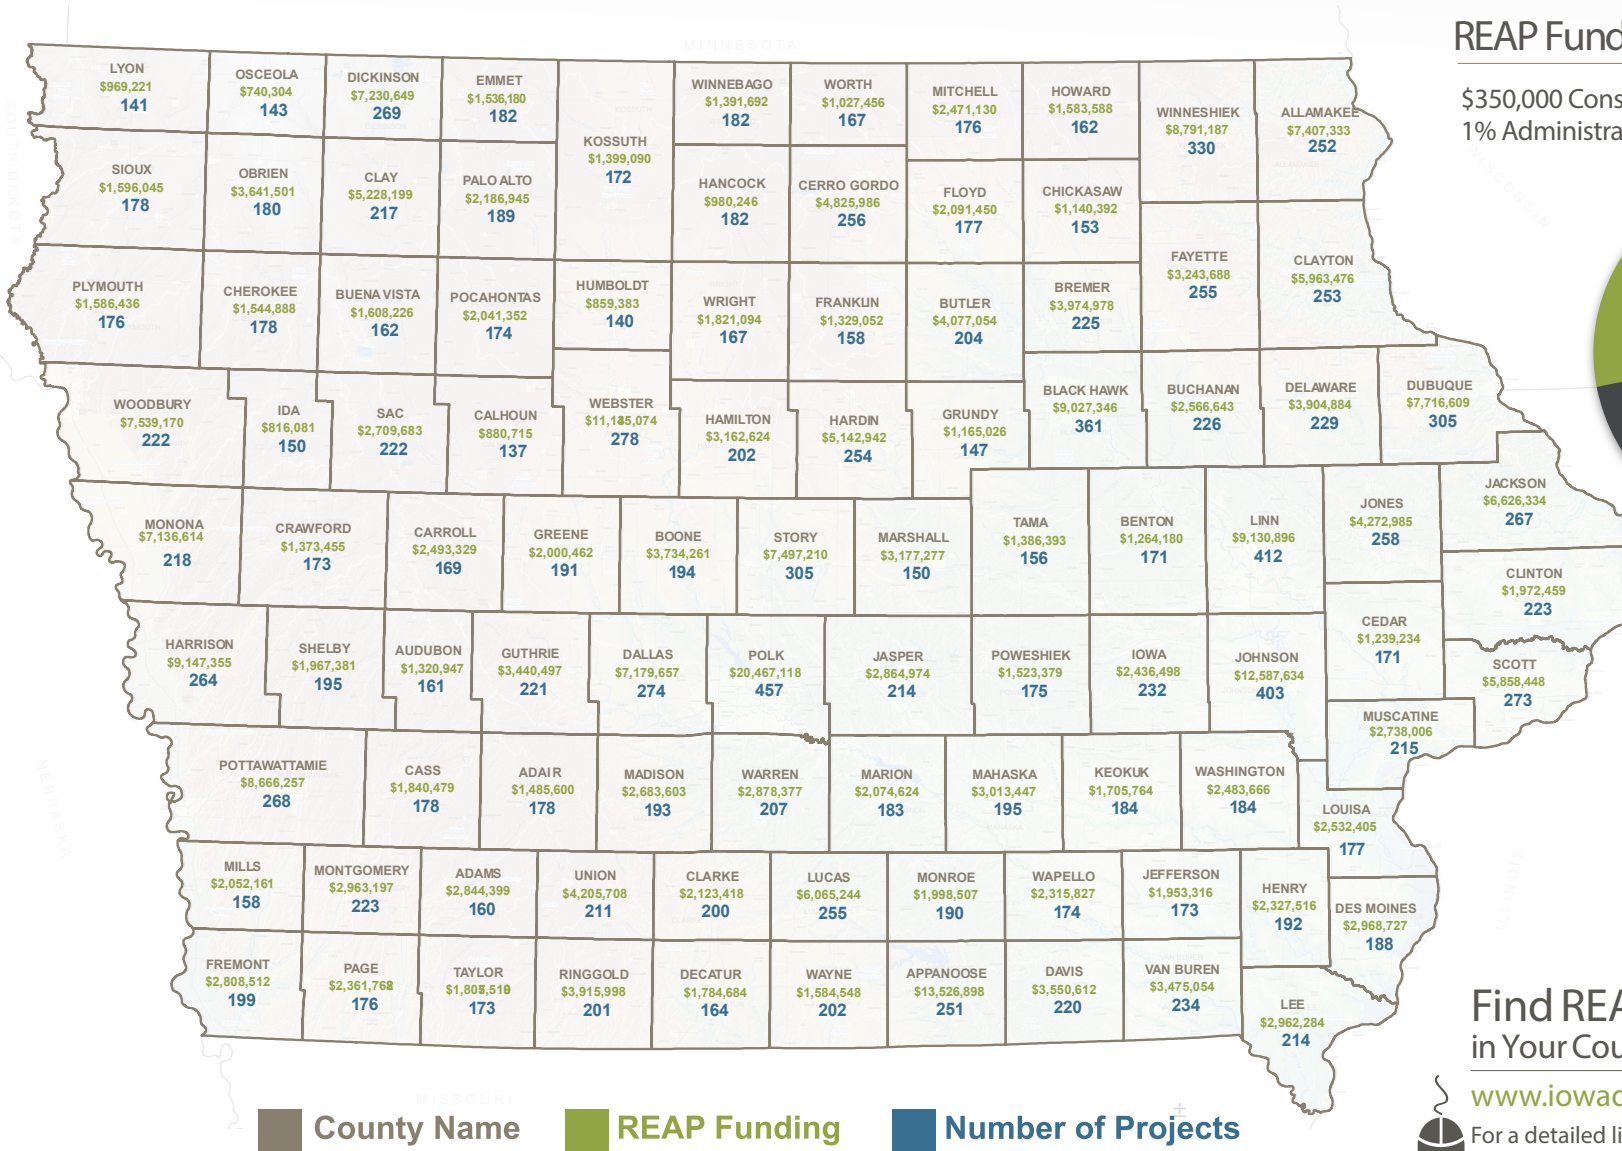 MINNESOTA
REAP Fund
$350,000 Cons
1% Administra
SOUTH DAKOTA
WISCONSIN
LYON
$969,221
141
OSCEOLA
$740,304
143
DICKINSON
$7,230,649
269
EMMET
$1,536,180
182
KOSSUTH
$1,399,090
172
WINNEBAGO
$1,391,692
182
WORTH
$1,027,456
167
MITCHELL
$2,471,130
176
HOWARD
$1,583,588
162
WINNESHIEK
$8,791,187
330
ALLAMAKEE
$7,407,333
252
SIOUX
$1,596,045
178
OBRIEN
$3,641,501
180
CLAY
$5,228,199
217
PALO ALTO
$2,186,945
189
HANCOCK
$980,246
182
CERRO GORDO
$4,825,986
256
FLOYD
$2,091,450
177
CHICKASAW
$1,140,392
153
FAYETTE
$3,243,688
255
CLAYTON
$5,963,476
253
PLYMOUTH
$1,586,436
176
CHEROKEE
$1,544,888
178
BUENA VISTA
$1,608,226
162
POCAHONTAS
$2,041,352
174
HUMBOLDT
$859,383
140
WRIGHT
$1,821,094
167
FRANKLIN
$1,329,052
158
BUTLER
$4,077,054
204
BREMER
$3,974,978
225
WOODBURY
$7,539,170
222
IDA
$816,081
150
SAC
$2,709,683
222
CALHOUN
$880,715
137
WEBSTER
278
HAMILTON
$3,162,624
202
HARDIN
$5,142,942
254
GRUNDY
$1,165,026
147
BLACK HAWK
$9,027,346
361
BUCHANAN
$2,566,643
226
DELAWARE
$3,904,884
229
DUBUQUE
$7,716,609
305
MONONA
$7,136,614
218
CRAWFORD
$1,373,455
173
CARROLL
$2,493,329
169
GREENE
$2,000,462
191
BOONE
$3,734,261
194
STORY
$7,497,210
305
MARSHALL
$3,177,277
150
TAMA
$1,386,393
156
BENTON
$1,264,180
171
LINN
$9,130,896
412
JONES
$4,272,985
258
JACKSON
$6,626,334
267
CLINTON
$1,972,459
223
HARRISON
$9,147,355
264
SHELBY
$1,967,381
195
AUDUBON
$1,320,947
161
GUTHRIE
$3,440,497
221
DALLAS
$7,179,657
274
POLK
$20,467,118
457
JASPER
$2,864,974
214
POWESHIEK
$1,523,379
175
IOWA
$2,436,498
232
JOHNSON
$12,587,634
403
CEDAR
$1,239,234
171
SCOTT
$5,858,448
273
MUSCATINE
$2,738,006
215
POTTAWATTAMIE
$8,666,257
268
CASS
$1,840,479
178
ADAIR
$1,485,600
178
MADISON
$2,683,603
193
WARREN
$2,878,377
207
MARION
$2,074,624
183
MAHASKA
$3,013,447
195
KEOKUK
$1,705,764
184
WASHINGTON
$2,483,666
184
LOUISA
$2,532,405
177
NEBRASKA
ILLINOIS
MILLS
$2,052,161
158
MONTGOMERY
$2,963,197
223
ADAMS
$2,844,399
160
UNION
$4,205,708
211
CLARKE
$2,123,418
200
LUCAS
$6,065,244
255
MONROE
$1,998,507
190
WAPELLO
$2,315,827
174
JEFFERSON
$1,953,316
173
HENRY
$2,327,516
192
DES MOINES
$2,968,727
188
FREMONT
$2,808,512
199
PAGE
176
TAYLOR
173
RINGGOLD
$3,915,998
201
DECATUR
$1,784,684
164
WAYNE
$1,584,548
202
APPANOOSE
$13,526,898
251
DAVIS
$3,550,612
220
VAN BUREN
$3,475,054
234
LEE
$2,962,284
214
MISSOURI
County Name
REAP Funding
Number of Projects
Find REA
in Your Cou
www.iowad
For a detailed li